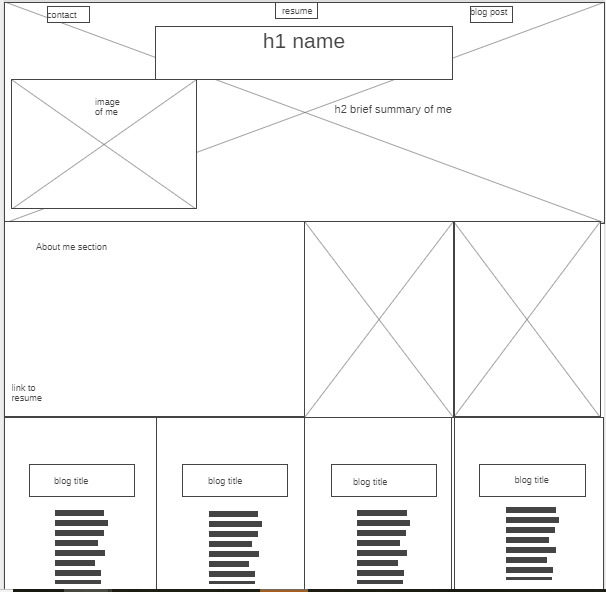 contact
resume
blog post
h1 name
image
of me
h2 brief summary of me
About me section
link to
resume
blog title
blog title
blog title
blog title